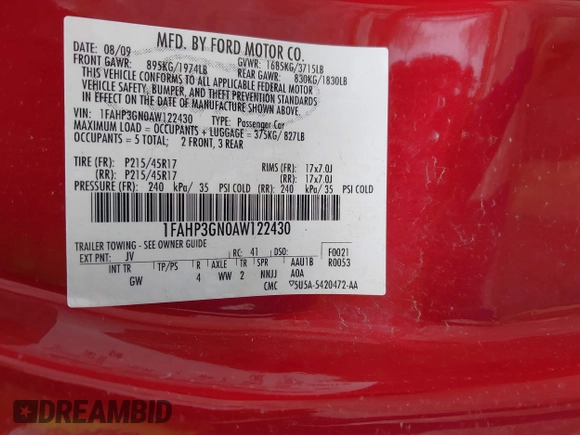 MFD. BY FORD MOTOR CO.
DATE: 08/09 GVWR: 1685KG/3715LB
FRONT GAWR: 895KG/1974LB REAR GAWR: 830KG/1830LB
THIS VEHICLE CONFORMS TO ALL APPLICABLE FEDERAL MOTOR
VEHICLE SAFETY, BUMPER, AND THEFT PREVENTION STANDARDS
IN EFFECT ON THE DATE OF MANUFACTURE SHOWN ABOVE.
VIN: 1FAHP3GN0AW122430 TYPE: Passenger Car
MAXIMUM LOAD = OCCUPANTS + LUGGAGE = 375KG/ 827LB
OCCUPANTS = 5 TOTAL: 2 FRONT, 3 REAR
TIRE (FR): P215/45R17 RIMS (FR): 17x7.0J
(RR): P215/45R17 (RR): 17x7.0J
PRESSURE (FR): 240 kPa/ 35 PSI COLD (RR): 240 kPa/ 35 PSI COLD
1FAHP3GN0AW122430
TRAILER TOWING - SEE OWNER GUIDE
EXT PNT: JV RC: 41 DSO: F0021
INT TR TP/PS R AXLE TR SPR AAU1B R0053
GW 4 WW 2 NNJJ A0A
CMC 5U5A-5420472-AA
DREAMBID